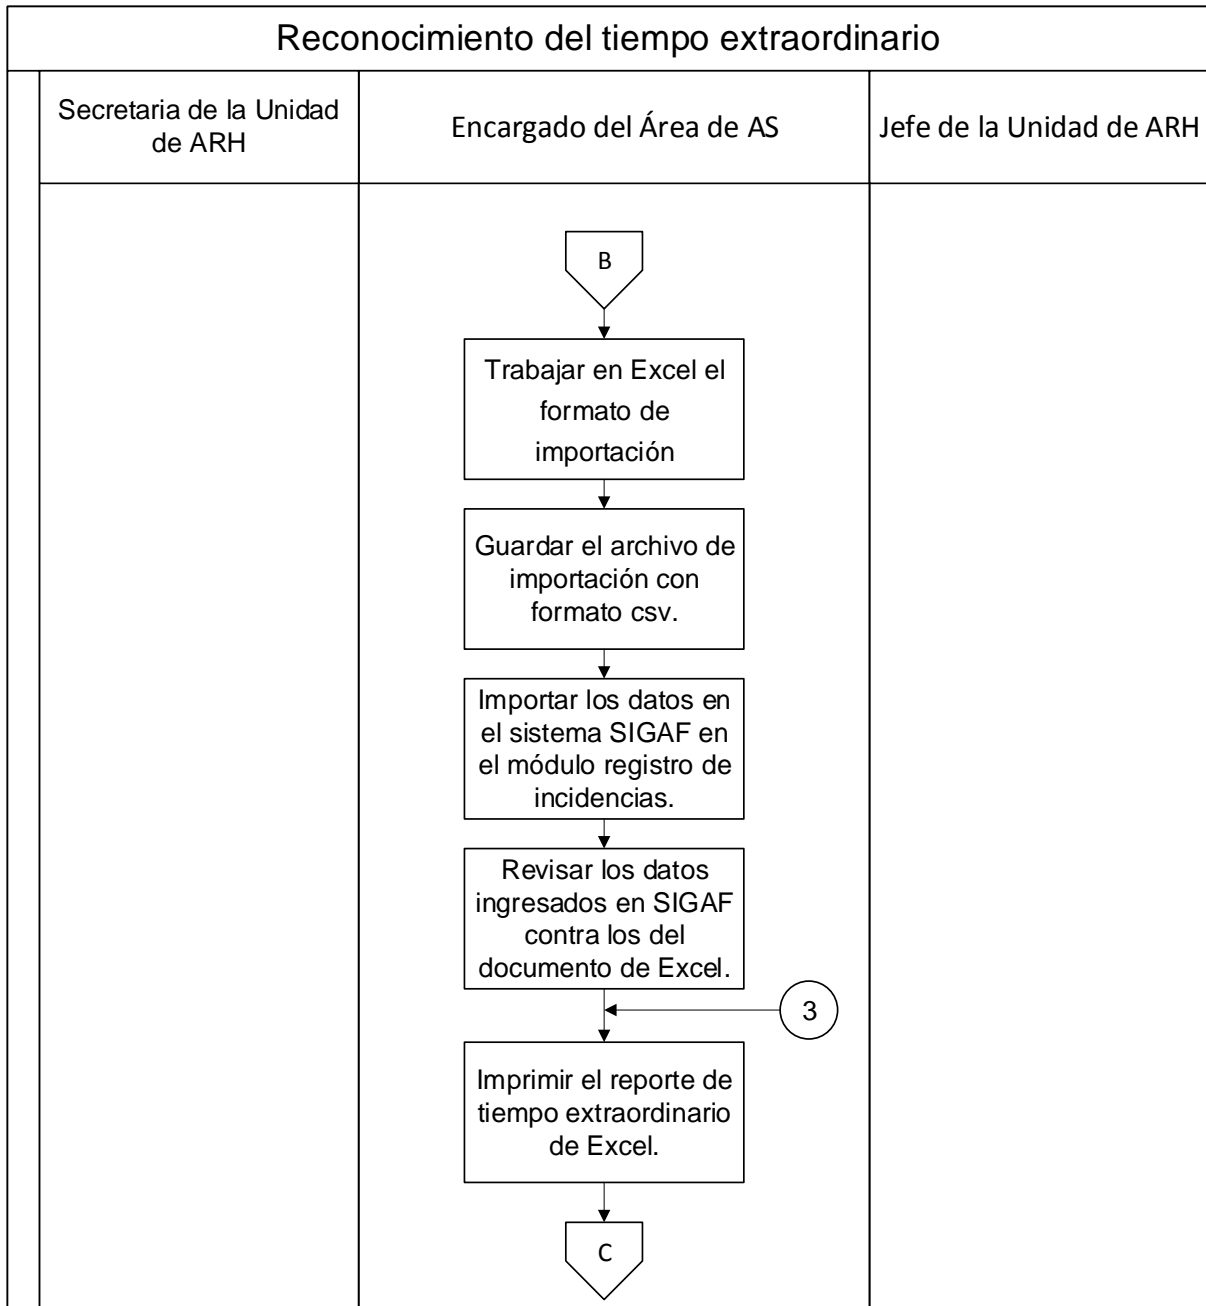 Reconocimiento del tiempo extraordinario
Secretaria de la Unidad
de ARH
Encargado del Área de AS
Jefe de la Unidad de ARH
B
Trabajar en Excel el
formato de
importación
Guardar el archivo de
importación con
formato csv.
Importar los datos en
el sistema SIGAF en
el módulo registro de
incidencias.
Revisar los datos
ingresados en SIGAF
contra los del
documento de Excel.
3
Imprimir el reporte de
tiempo extraordinario
de Excel.
C